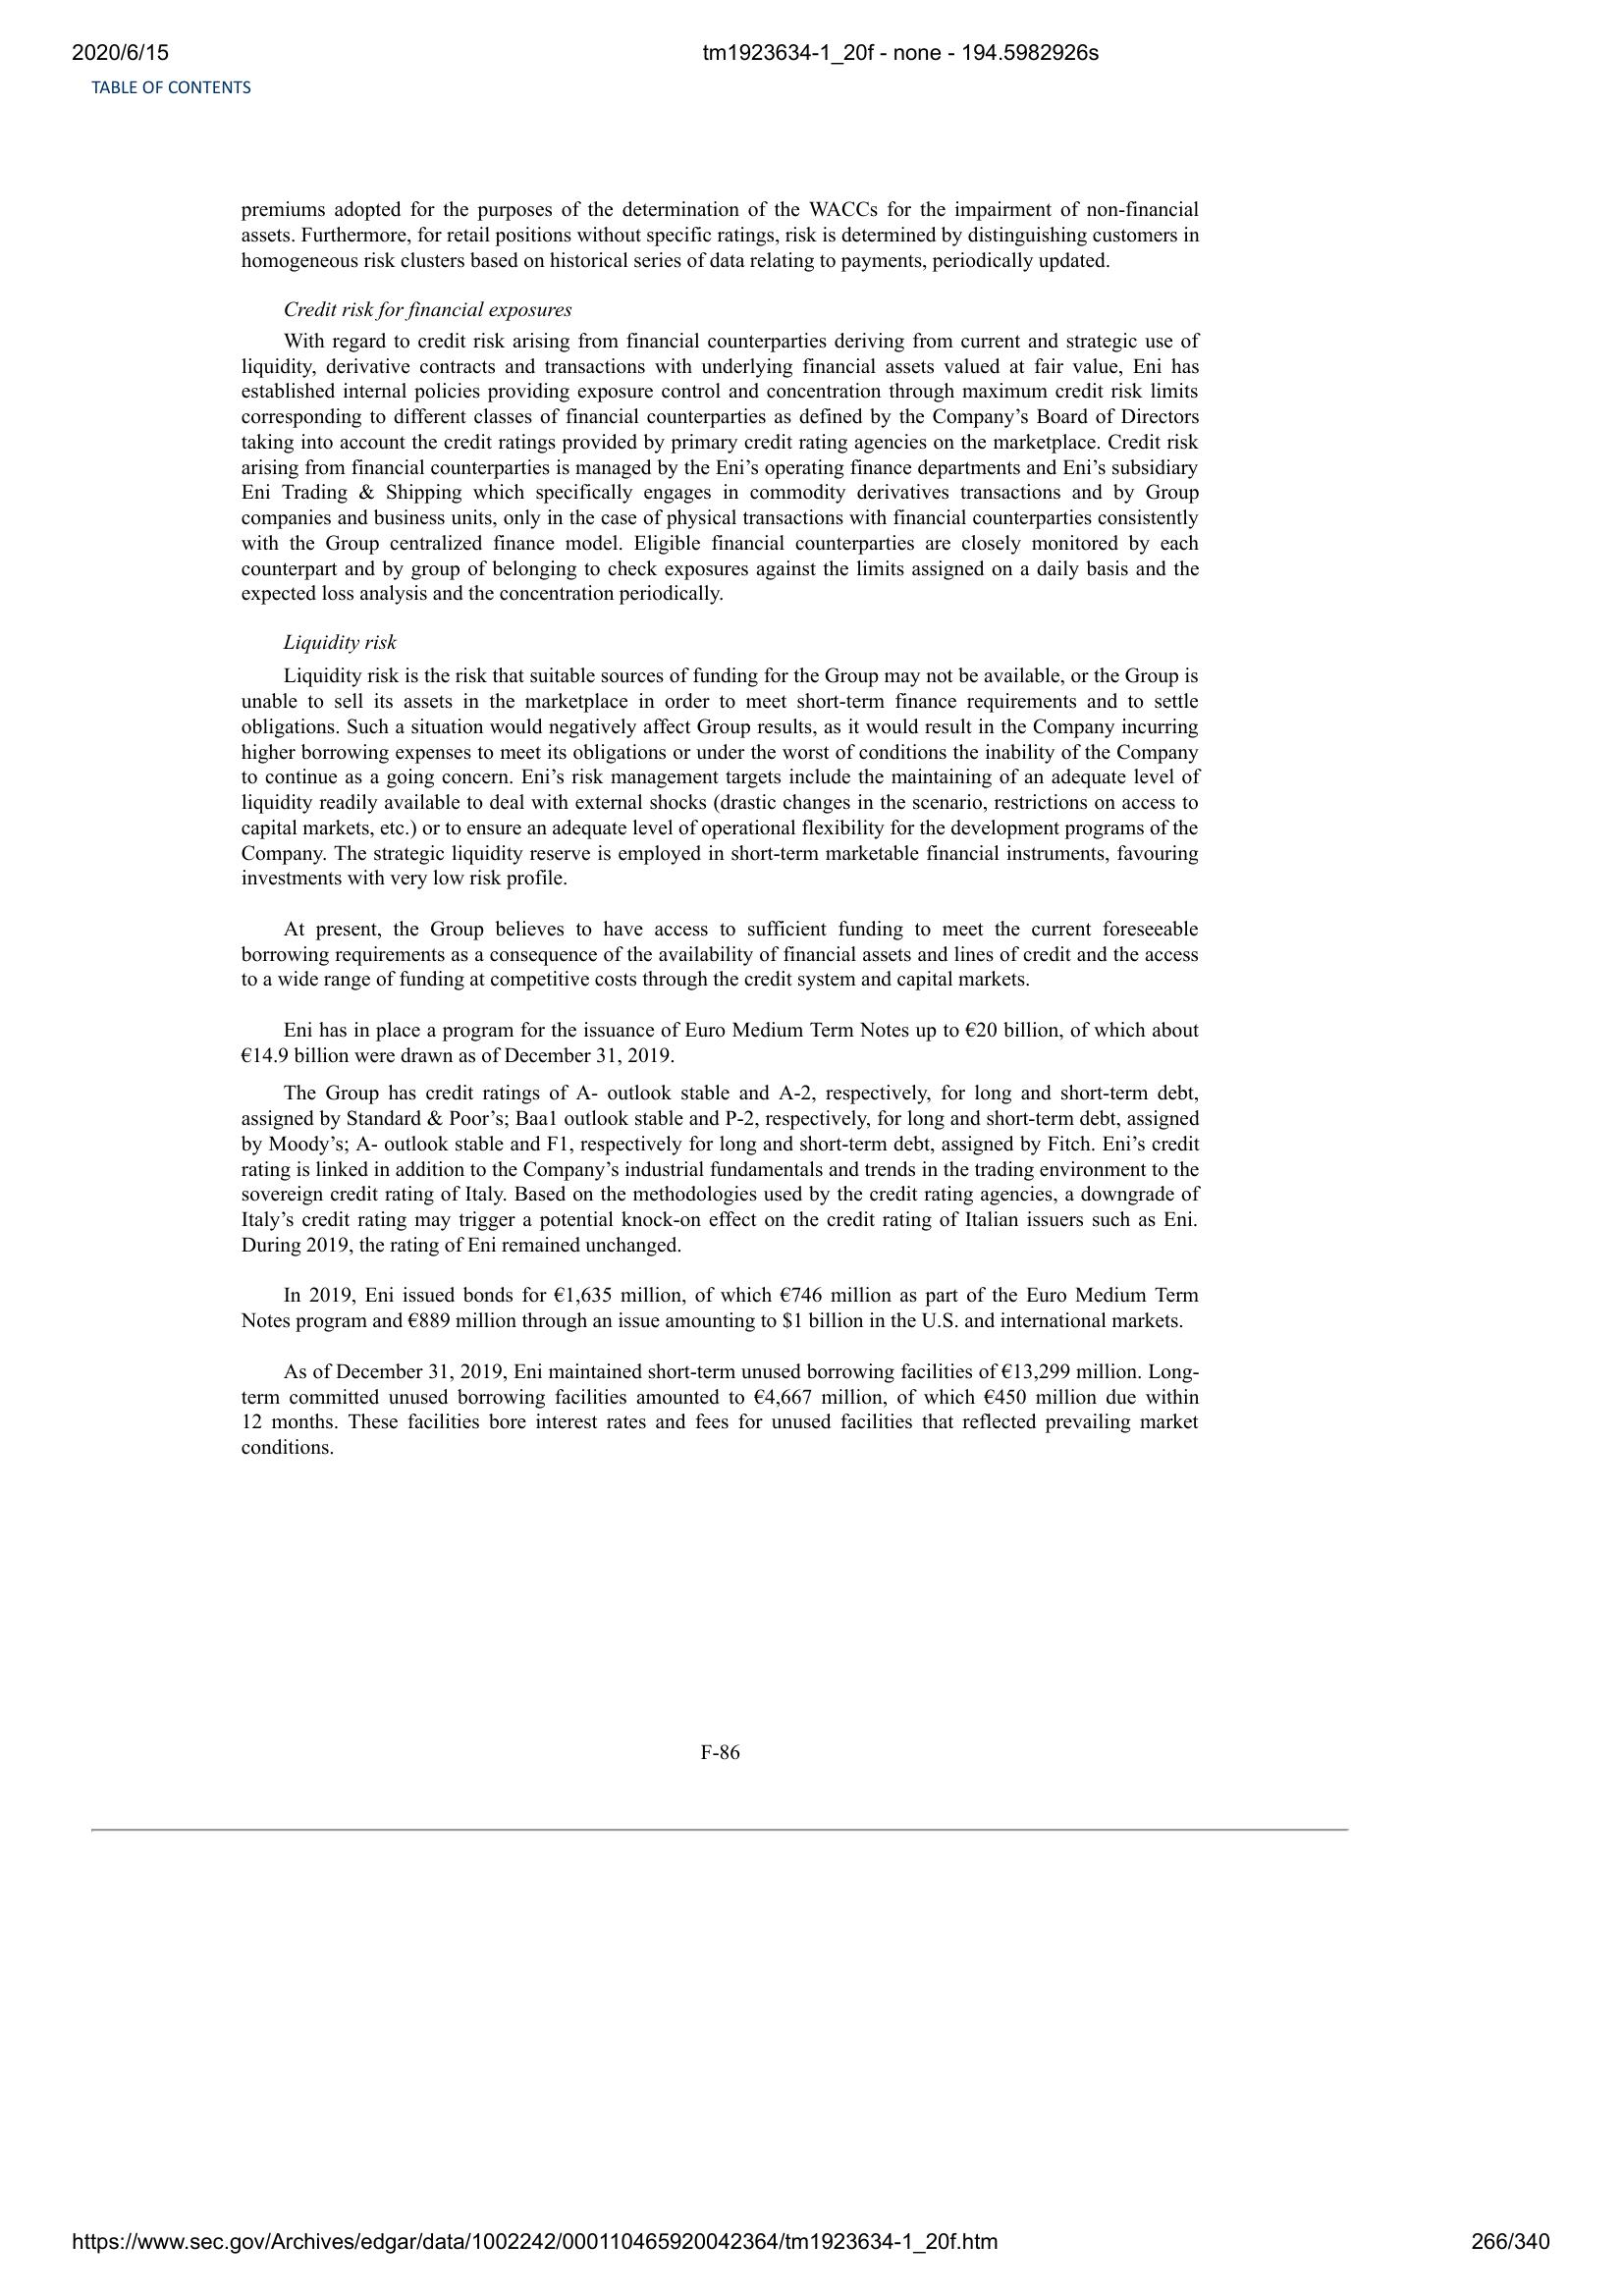 2020/6/15
tm1923634-1_20f - none - 194.5982926s
TABLE OF CONTENTS
premiums adopted for the purposes of the determination of the WACCs for the impairment of non-financial
assets. Furthermore, for retail positions without specific ratings, risk is determined by distinguishing customers in
homogeneous risk clusters based on historical series of data relating to payments, periodically updated.
Credit risk for financial exposures
With regard to credit risk arising from financial counterparties deriving from current and strategic use of
liquidity, derivative contracts and transactions with underlying financial assets valued at fair value, Eni has
established internal policies providing exposure control and concentration through maximum credit risk limits
corresponding to different classes of financial counterparties as defined by the Company’s Board of Directors
taking into account the credit ratings provided by primary credit rating agencies on the marketplace. Credit risk
arising from financial counterparties is managed by the Eni’s operating finance departments and Eni’s subsidiary
Eni Trading & Shipping which specifically engages in commodity derivatives transactions and by Group
companies and business units, only in the case of physical transactions with financial counterparties consistently
with the Group centralized finance model. Eligible financial counterparties are closely monitored by each
counterpart and by group of belonging to check exposures against the limits assigned on a daily basis and the
expected loss analysis and the concentration periodically.
Liquidity risk
Liquidity risk is the risk that suitable sources of funding for the Group may not be available, or the Group is
unable to sell its assets in the marketplace in order to meet short-term finance requirements and to settle
obligations. Such a situation would negatively affect Group results, as it would result in the Company incurring
higher borrowing expenses to meet its obligations or under the worst of conditions the inability of the Company
to continue as a going concern. Eni’s risk management targets include the maintaining of an adequate level of
liquidity readily available to deal with external shocks (drastic changes in the scenario, restrictions on access to
capital markets, etc.) or to ensure an adequate level of operational flexibility for the development programs of the
Company. The strategic liquidity reserve is employed in short-term marketable financial instruments, favouring
investments with very low risk profile.
At present, the Group believes to have access to sufficient funding to meet the current foreseeable
borrowing requirements as a consequence of the availability of financial assets and lines of credit and the access
to a wide range of funding at competitive costs through the credit system and capital markets.
Eni has in place a program for the issuance of Euro Medium Term Notes up to €20 billion, of which about
€14.9 billion were drawn as of December 31, 2019.
The Group has credit ratings of A- outlook stable and A-2, respectively, for long and short-term debt,
assigned by Standard & Poor’s; Baa1 outlook stable and P-2, respectively, for long and short-term debt, assigned
by Moody’s; A- outlook stable and F1, respectively for long and short-term debt, assigned by Fitch. Eni’s credit
rating is linked in addition to the Company’s industrial fundamentals and trends in the trading environment to the
sovereign credit rating of Italy. Based on the methodologies used by the credit rating agencies, a downgrade of
Italy’s credit rating may trigger a potential knock-on effect on the credit rating of Italian issuers such as Eni.
During 2019, the rating of Eni remained unchanged.
In 2019, Eni issued bonds for €1,635 million, of which €746 million as part of the Euro Medium Term
Notes program and €889 million through an issue amounting to $1 billion in the U.S. and international markets.
As of December 31, 2019, Eni maintained short-term unused borrowing facilities of €13,299 million. Long-
term committed unused borrowing facilities amounted to €4,667 million, of which €450 million due within
12 months. These facilities bore interest rates and fees for unused facilities that reflected prevailing market
conditions.
F-86
https://www.sec.gov/Archives/edgar/data/1002242/000110465920042364/tm1923634-1_20f.htm
266/340